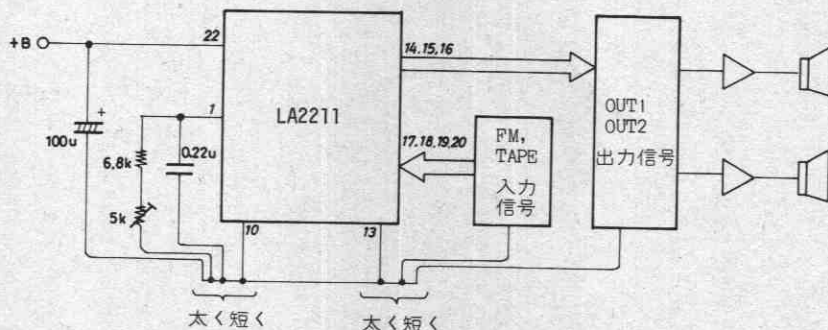 +B
22
1
LA2211
14.15.16
17.18.19.20
FM,
TAPE
入力
信号
OUT1
OUT2
出力信号
+
100u
6.8k
0.22u
5k
10
13
太く短く
太く短く